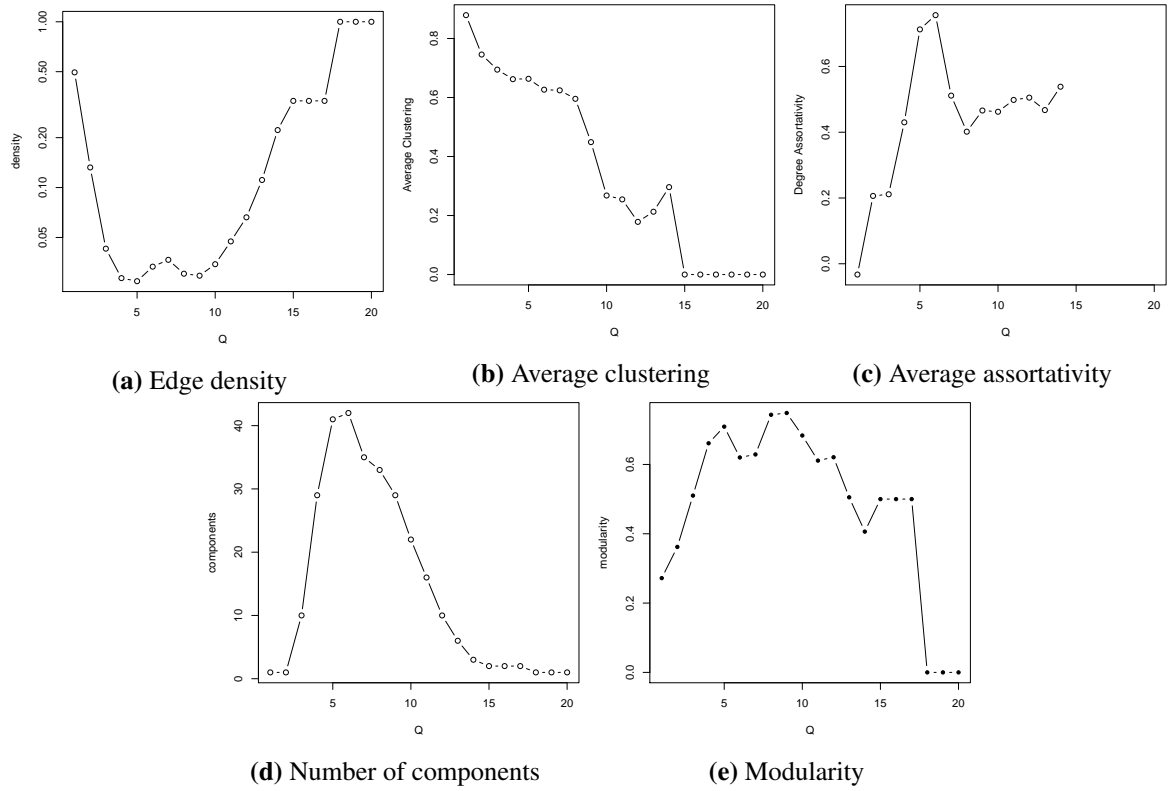 density
0.05 0.10 0.20 0.50 1.00
5 10 15 20
Q
(a) Edge density
Average Clustering
0.0 0.2 0.4 0.6 0.8
5 10 15 20
Q
(b) Average clustering
Degree Assortativity
0.0 0.2 0.4 0.6
5 10 15 20
Q
(c) Average assortativity
components
0 10 20 30 40
5 10 15 20
Q
(d) Number of components
modularity
0.0 0.2 0.4 0.6
5 10 15 20
Q
(e) Modularity